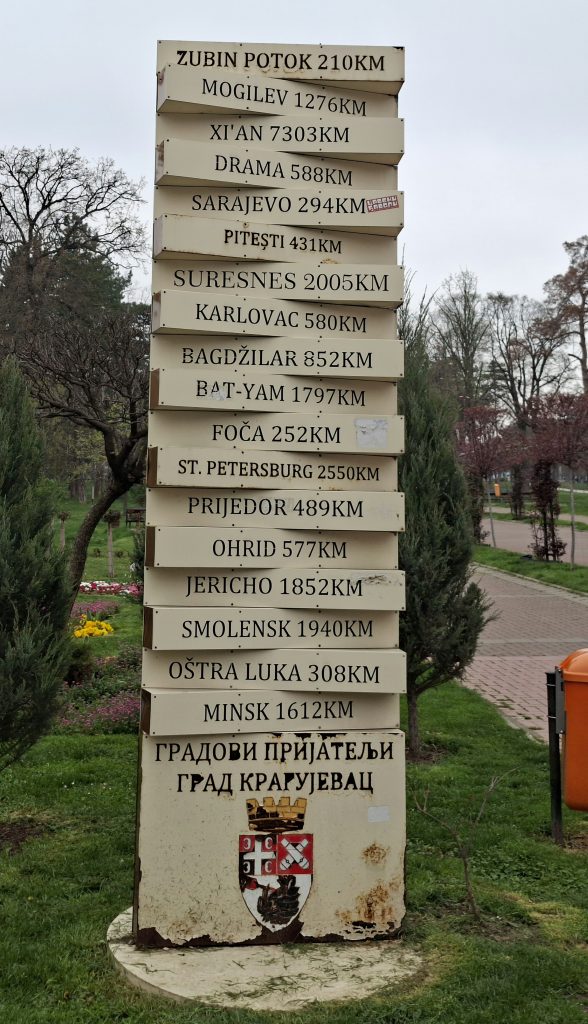 ZUBIN POTOK 210KM
MOGILEV 1276KM
XI'AN 7303KM
DRAMA 588KM
SARAJEVO 294KM
PITEŞTI 431KM
SURESNES 2005KM
KARLOVAC 580KM
BAGDŽILAR 852KM
BAT-YAM 1797KM
FOČA 252KM
ST. PETERSBURG 2550KM
PRIJEDOR 489KM
OHRID 577KM
JERICHO 1852KM
SMOLENSK 1940KM
OŠTRA LUKA 308KM
MINSK 1612KM
ГРАДОВИ ПРИЈАТЕЉИ
ГРАД КРАГУЈЕВАЦ